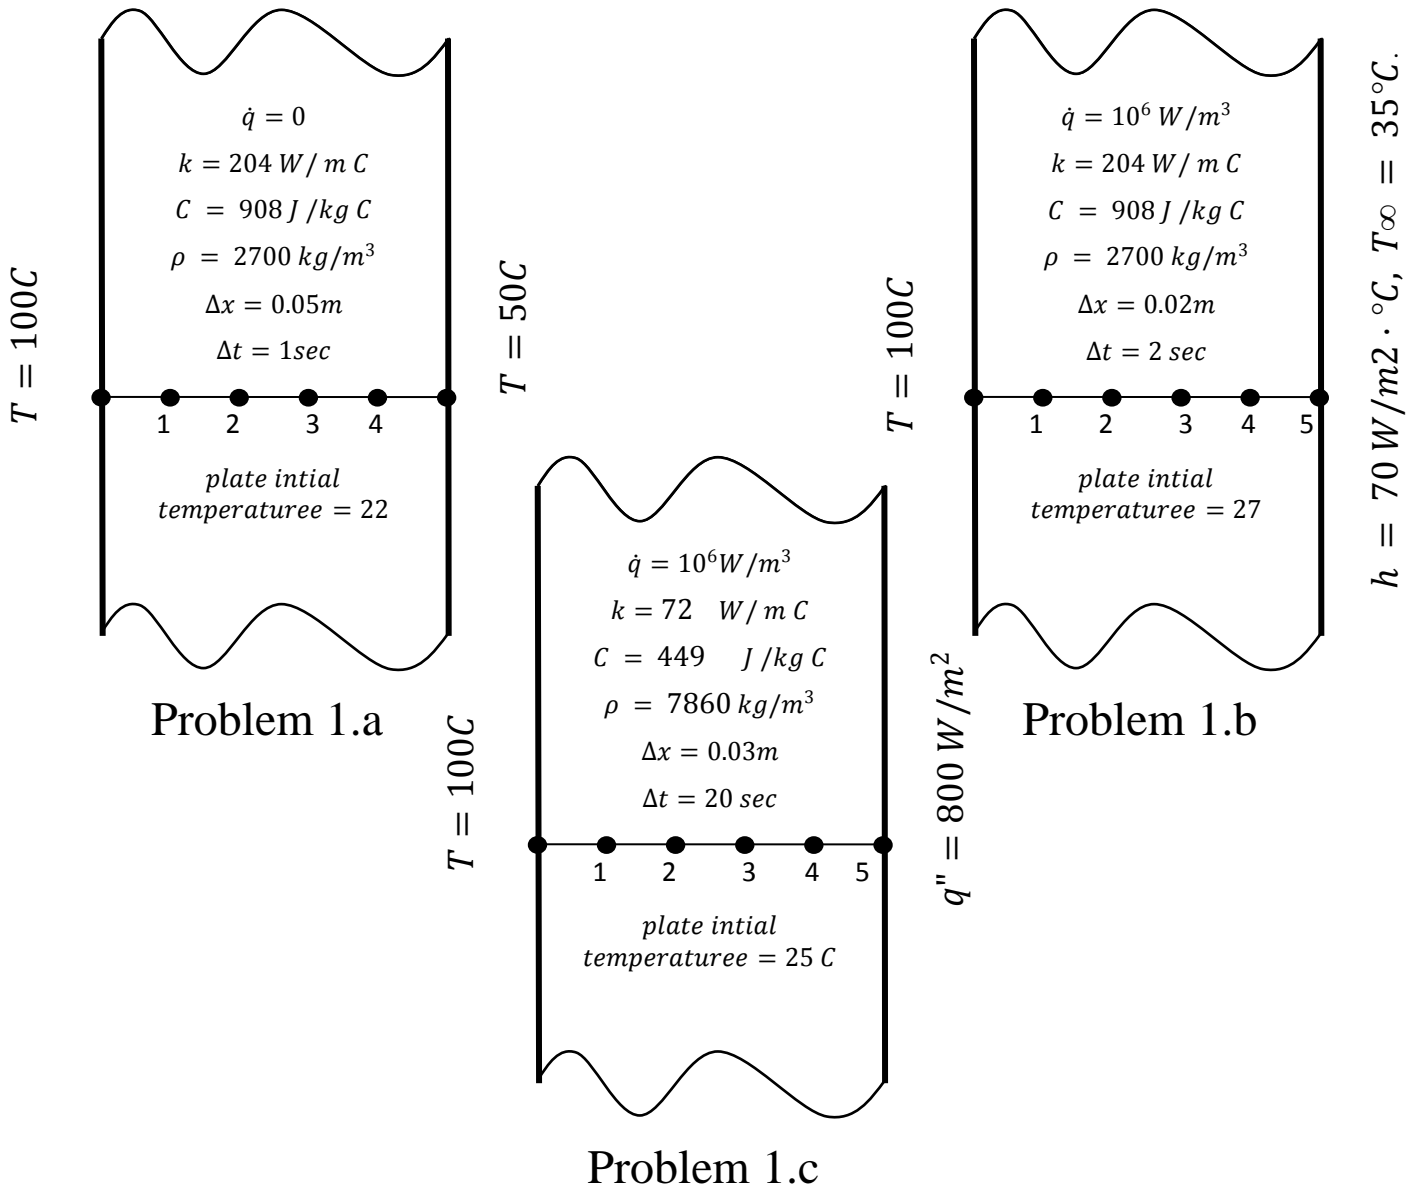 T = 100C
q̇ = 0
k = 204 W/ m C
C = 908 J /kg C
ρ = 2700 kg/m³
Δx = 0.05m
Δt = 1sec
1 2 3 4
plate intial
temperaturee = 22
T = 50C
Problem 1.a
T = 100C
q̇ = 10⁶ W/m³
k = 204 W/ m C
C = 908 J /kg C
ρ = 2700 kg/m³
Δx = 0.02m
Δt = 2 sec
1 2 3 4 5
plate intial
temperaturee = 27
h = 70 W/m2 · °C, T∞ = 35°C.
Problem 1.b
T = 100C
q̇ = 10⁶W/m³
k = 72 W/ m C
C = 449 J /kg C
ρ = 7860 kg/m³
Δx = 0.03m
Δt = 20 sec
1 2 3 4 5
plate intial
temperaturee = 25 C
q" = 800 W/m²
Problem 1.c